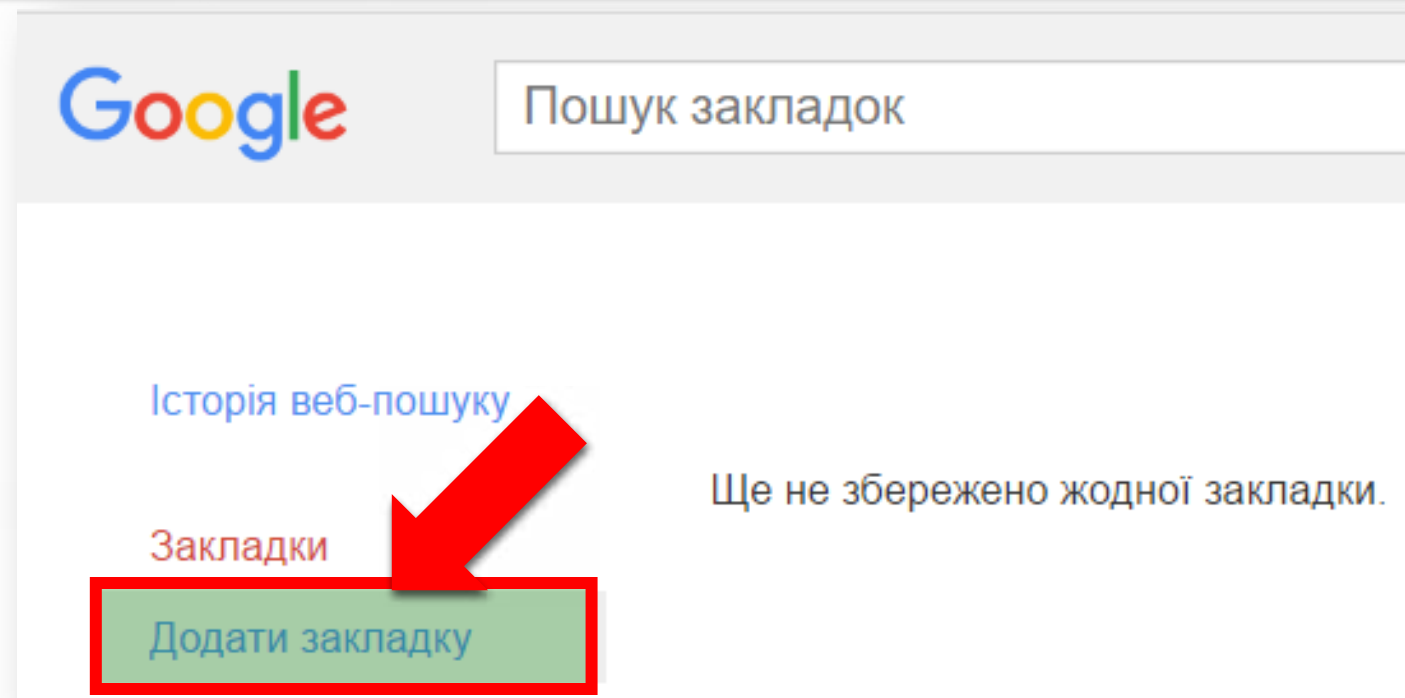 Google
Пошук закладок
Історія веб-пошуку
Ще не збережено жодної закладки.
Закладки
Додати закладку